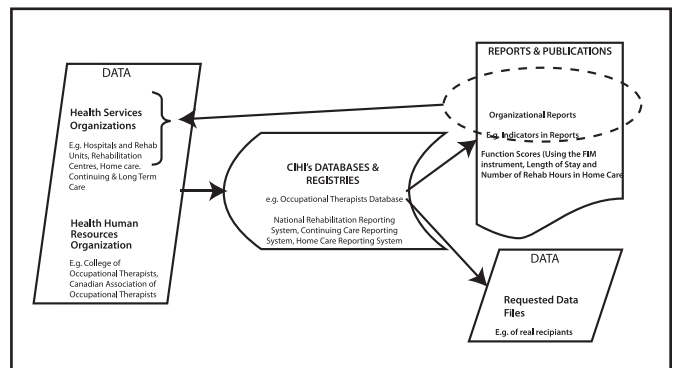 DATA
Health Services
Organizations
E.g. Hospitals and Rehab
Units, Rehabilitation
Centres, Home care.
Continuing & Long Term
Care
Health Human
Resources
Organization
E.g. College of
Occupational Therapists,
Canadian Association of
Occupational Therapists
CIHI's DATABASES &
REGISTRIES
e.g. Occupational Therapists Database
National Rehabilitation Reporting
System, Continuing Care Reporting
System, Home Care Reporting System
REPORTS & PUBLICATIONS
Organizational Reports
E.g. Indicators in Reports
Function Scores (Using the FIM
instrument, Length of Stay and
Number of Rehab Hours in Home Care
DATA
Requested Data
Files
E.g. of real recipiants